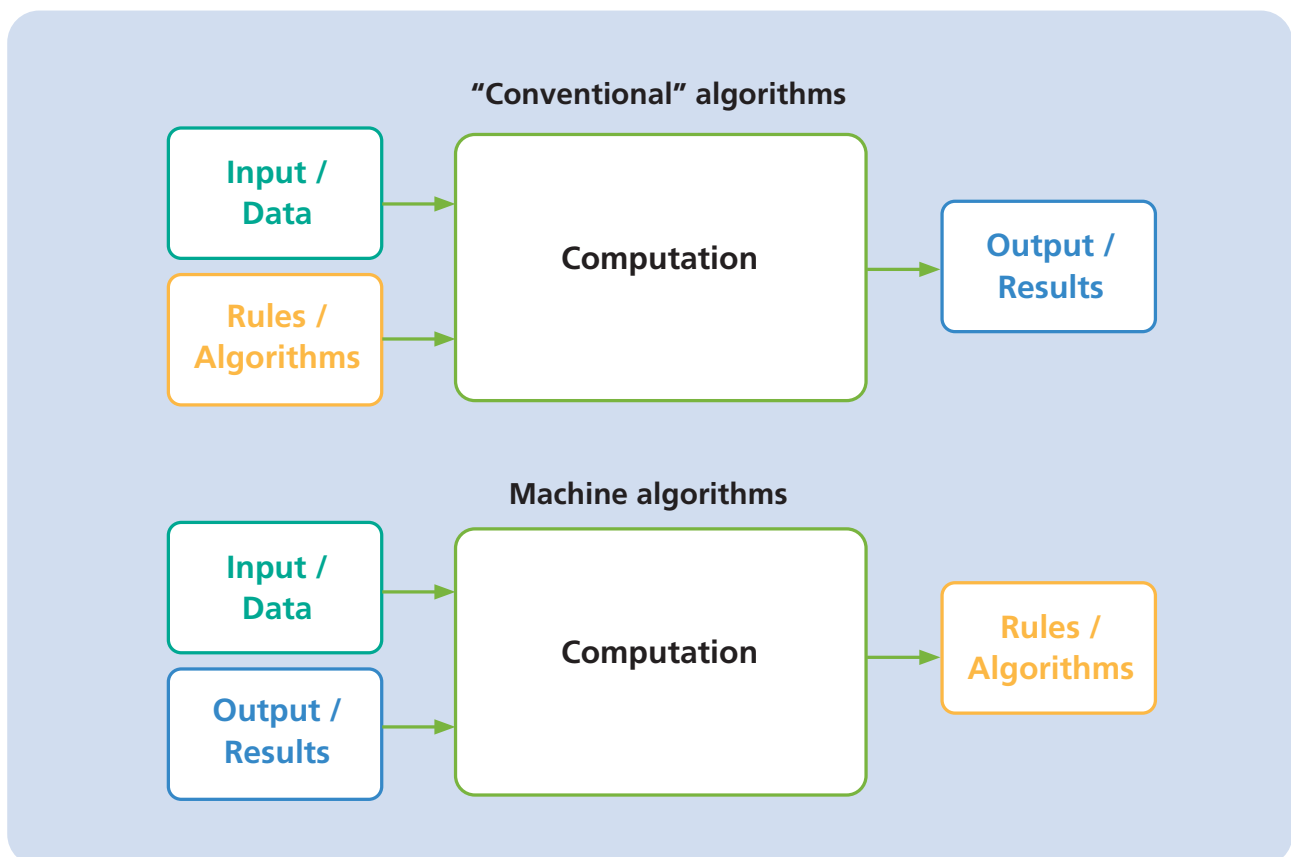 “Conventional” algorithms
Input /
Data
Rules /
Algorithms
Computation
Output /
Results
Machine algorithms
Input /
Data
Output /
Results
Computation
Rules /
Algorithms